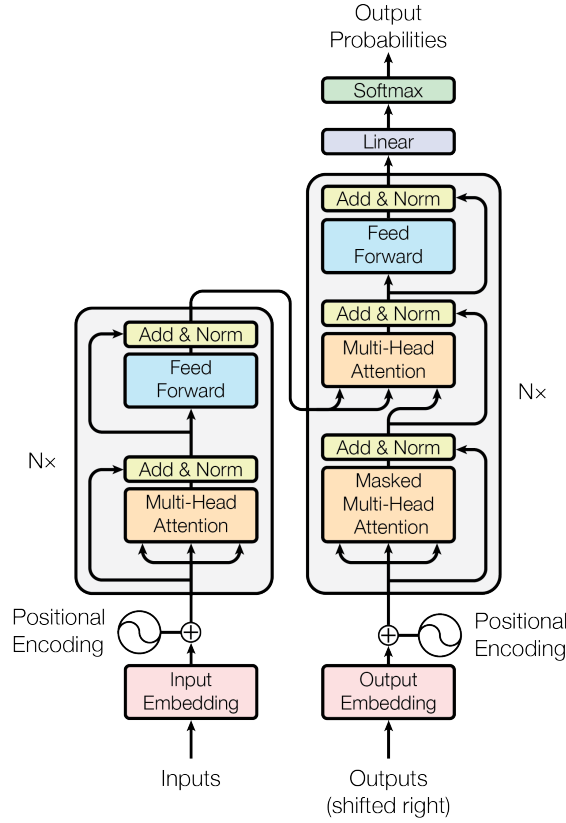 Output
Probabilities
Softmax
Linear
Add & Norm
Feed
Forward
Add & Norm
Multi-Head
Attention
Add & Norm
Masked
Multi-Head
Attention
N×
Add & Norm
Feed
Forward
Add & Norm
Multi-Head
Attention
N×
Positional
Encoding
Input
Embedding
Inputs
Positional
Encoding
Output
Embedding
Outputs
(shifted right)